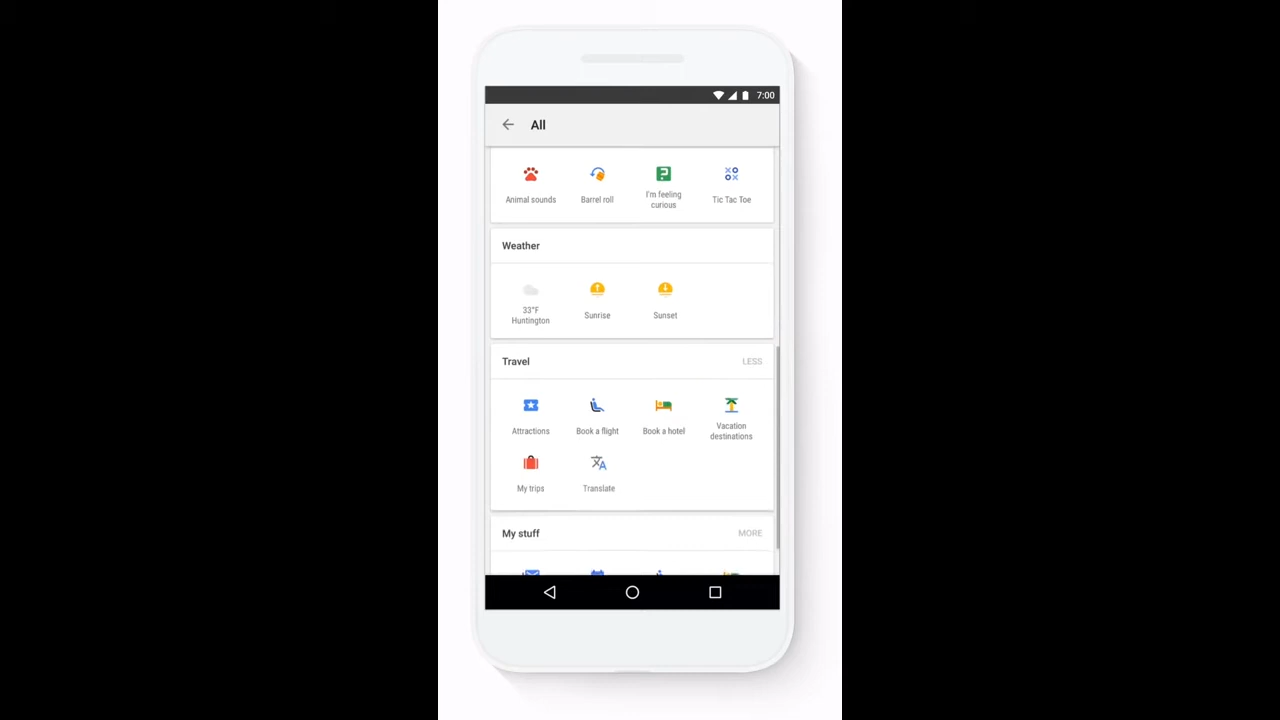 7:00
All
Animal sounds
Barrel roll
I'm feeling
curious
Tic Tac Toe
Weather
33°F
Huntington
Sunrise
Sunset
Travel LESS
Attractions
Book a flight
Book a hotel
Vacation
destinations
My trips
Translate
My stuff MORE